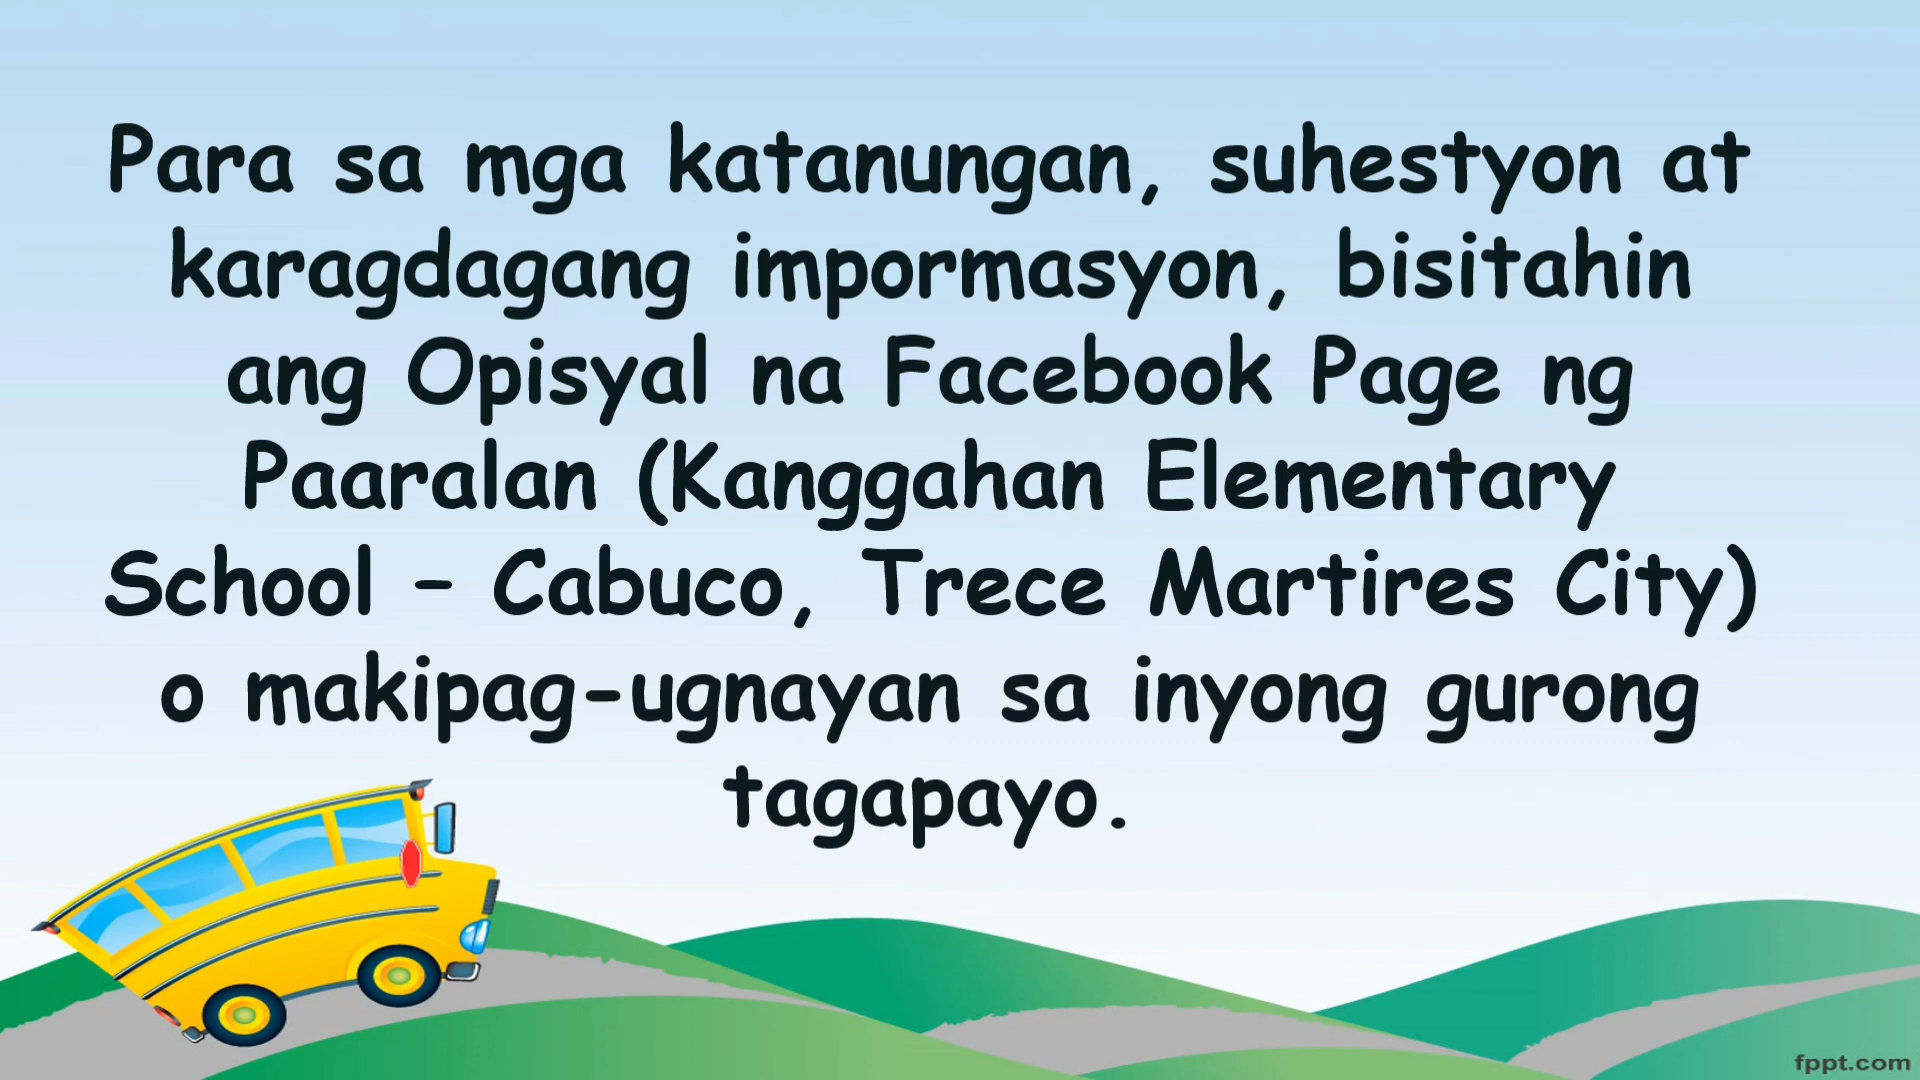 Para sa mga katanungan, suhestyon at
karagdagang impormasyon, bisitahin
ang Opisyal na Facebook Page ng
Paaralan (Kanggahan Elementary
School – Cabuco, Trece Martires City)
o makipag-ugnayan sa inyong gurong
tagapayo.
fppt.com